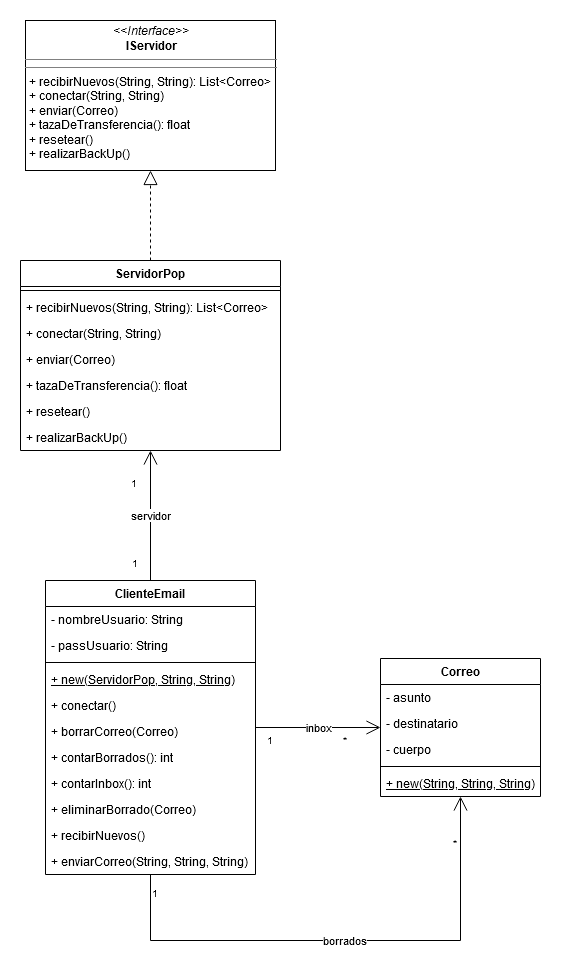 <<Interface>>
IServidor
+ recibirNuevos(String, String): List<Correo>
+ conectar(String, String)
+ enviar(Correo)
+ tazaDeTransferencia(): float
+ resetear()
+ realizarBackUp()
ServidorPop
+ recibirNuevos(String, String): List<Correo>
+ conectar(String, String)
+ enviar(Correo)
+ tazaDeTransferencia(): float
+ resetear()
+ realizarBackUp()
1
servidor
1
ClienteEmail
- nombreUsuario: String
- passUsuario: String
+ new(ServidorPop, String, String)
+ conectar()
+ borrarCorreo(Correo)
+ contarBorrados(): int
+ contarInbox(): int
+ eliminarBorrado(Correo)
+ recibirNuevos()
+ enviarCorreo(String, String, String)
inbox
1
*
Correo
- asunto
- destinatario
- cuerpo
+ new(String, String, String)
*
1
borrados